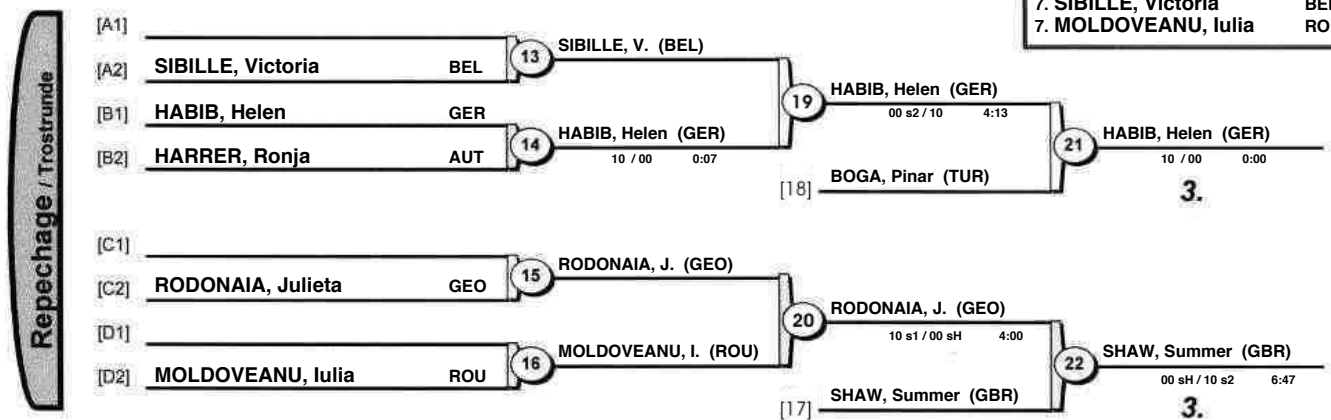 7. SIBILLE, Victoria BEL
7. MOLDOVEANU, Iulia RO
Repechage / Trostrunde
[A1]
[A2] SIBILLE, Victoria BEL
13 SIBILLE, V. (BEL)
[B1] HABIB, Helen GER
[B2] HARRER, Ronja AUT
14 HABIB, Helen (GER)
10 / 00 0:07
19 HABIB, Helen (GER)
00 s2 / 10 4:13
[18] BOGA, Pinar (TUR)
21 HABIB, Helen (GER)
10 / 00 0:00
3.
[C1]
[C2] RODONAIA, Julieta GEO
15 RODONAIA, J. (GEO)
[D1]
[D2] MOLDOVEANU, Iulia ROU
16 MOLDOVEANU, I. (ROU)
20 RODONAIA, J. (GEO)
10 s1 / 00 sH 4:00
[17] SHAW, Summer (GBR)
22 SHAW, Summer (GBR)
00 sH / 10 s2 6:47
3.